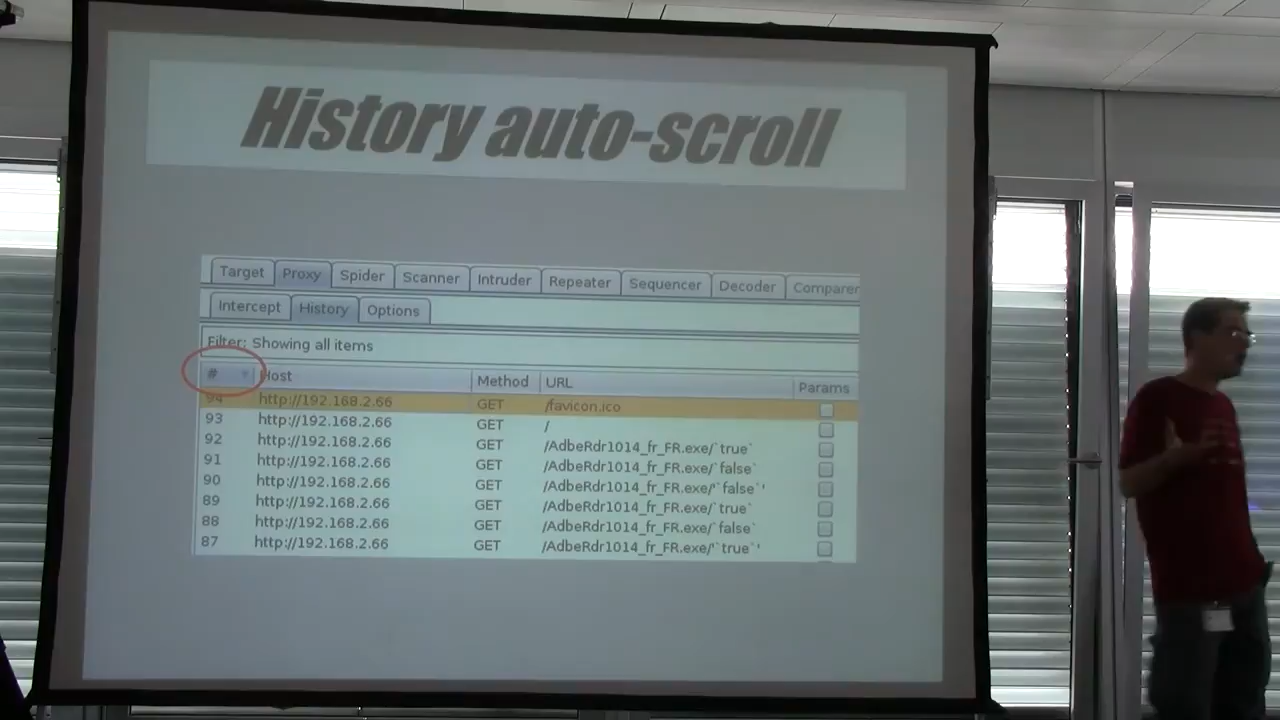 History auto-scroll
Target Proxy Spider Scanner Intruder Repeater Sequencer Decoder Comparer
Intercept History Options
Filter: Showing all items
# Host Method URL Params
94 http://192.168.2.66 GET /favicon.ico
93 http://192.168.2.66 GET /
92 http://192.168.2.66 GET /AdbeRdr1014_fr_FR.exe/`true`
91 http://192.168.2.66 GET /AdbeRdr1014_fr_FR.exe/`false`
90 http://192.168.2.66 GET /AdbeRdr1014_fr_FR.exe/'`false`'
89 http://192.168.2.66 GET /AdbeRdr1014_fr_FR.exe/`true`
88 http://192.168.2.66 GET /AdbeRdr1014_fr_FR.exe/`false`
87 http://192.168.2.66 GET /AdbeRdr1014_fr_FR.exe/'`true`'